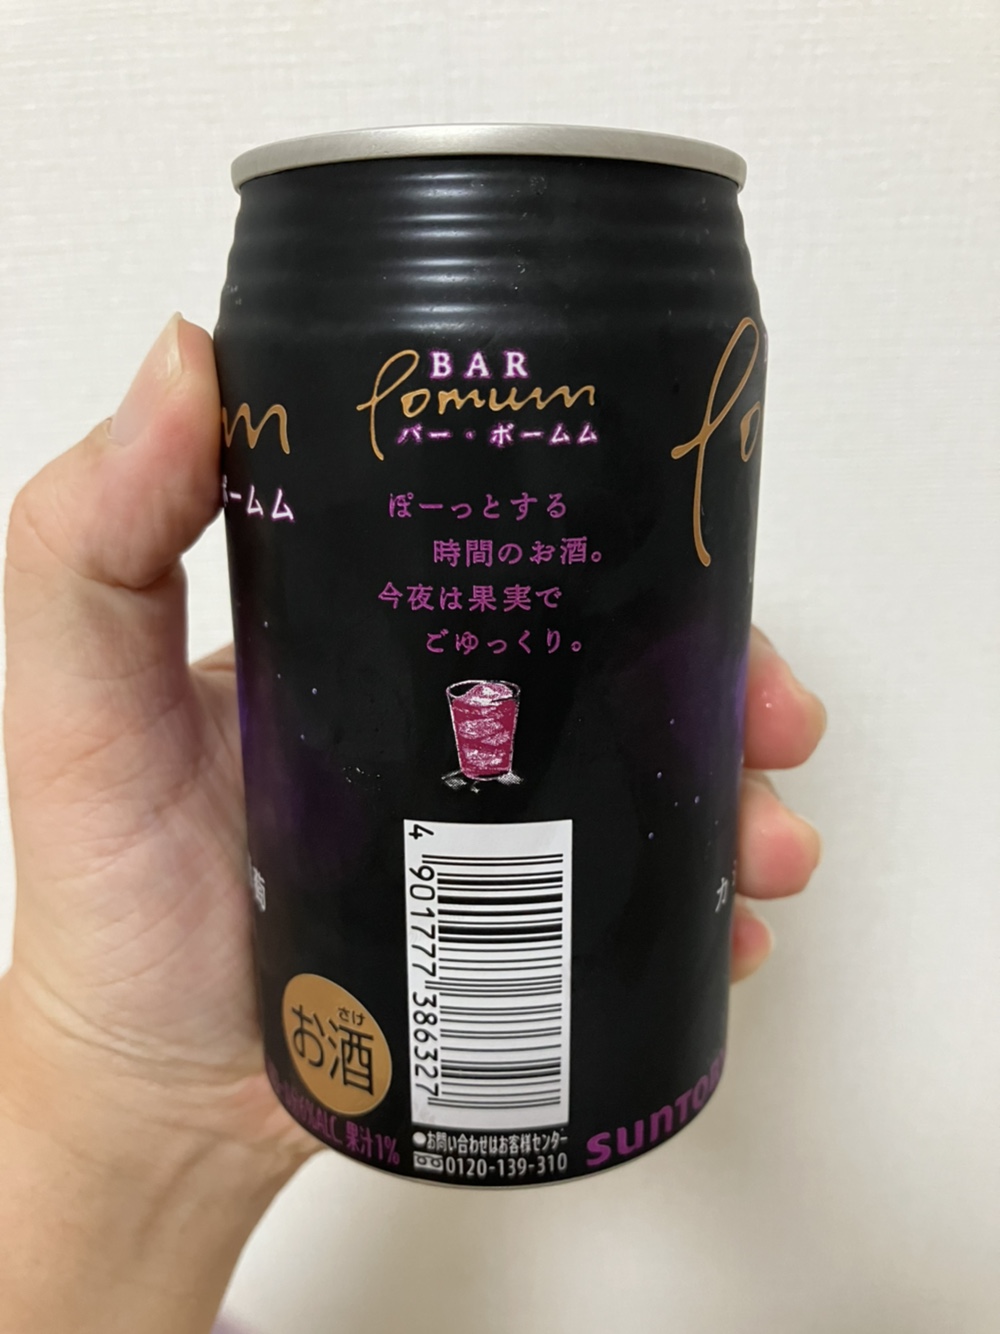 BAR
Pomum
バー・ポームム
ぽーっとする
時間のお酒。
今夜は果実で
ごゆっくり。
4 901777 386327
さけ
お酒
6%ALC. 果汁1%
●お問い合わせはお客様センター
0120-139-310
SUNTOR